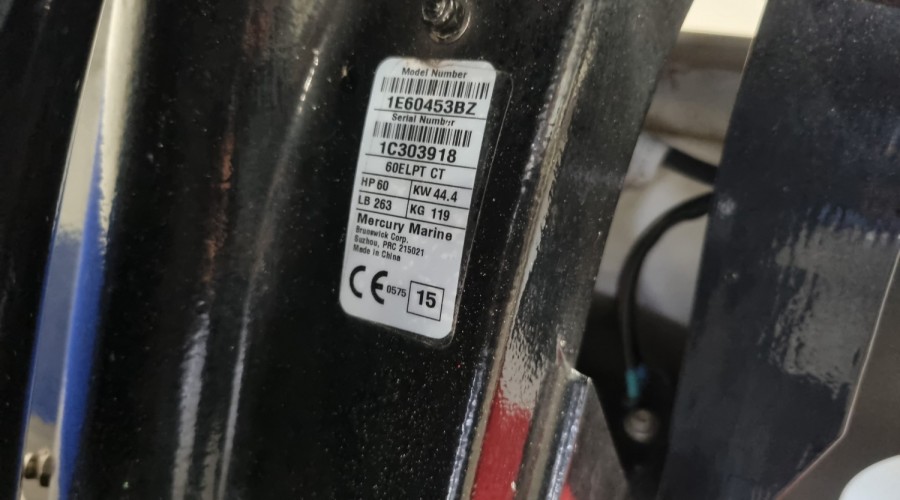 Model Number
1E60453BZ
Serial Number
1C303918
60ELPT CT
HP 60 KW 44.4
LB 263 KG 119
Mercury Marine
Brunswick Corp.
Suzhou, PRC 215021
Made in China
CE 0575 15